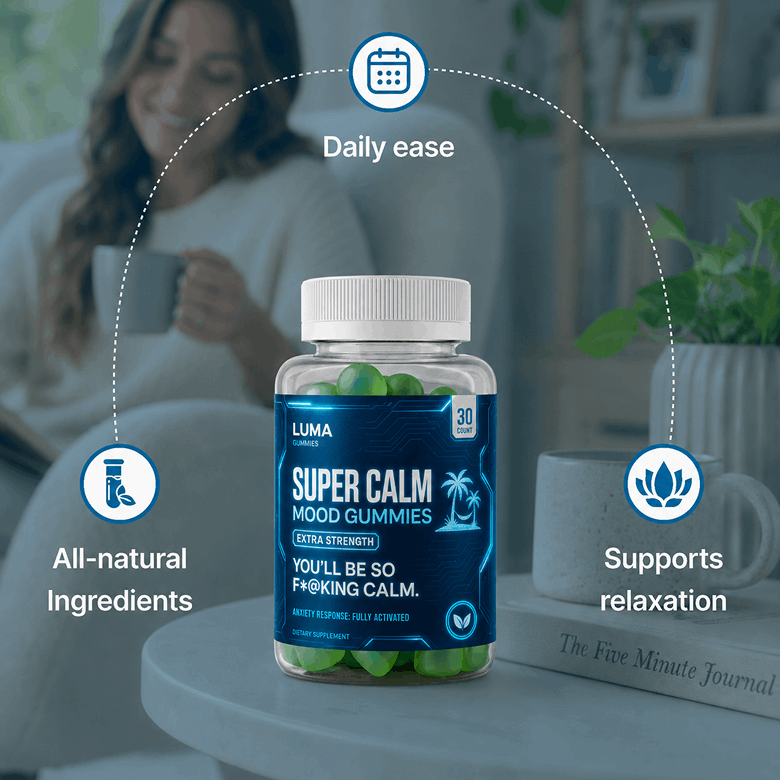 Daily ease
LUMA
GUMMIES
30
COUNT
SUPER CALM
MOOD GUMMIES
EXTRA STRENGTH
YOU'LL BE SO
F*@KING CALM.
ANXIETY RESPONSE: FULLY ACTIVATED
DIETARY SUPPLEMENT
All-natural
Ingredients
Supports
relaxation
The Five Minute Journal